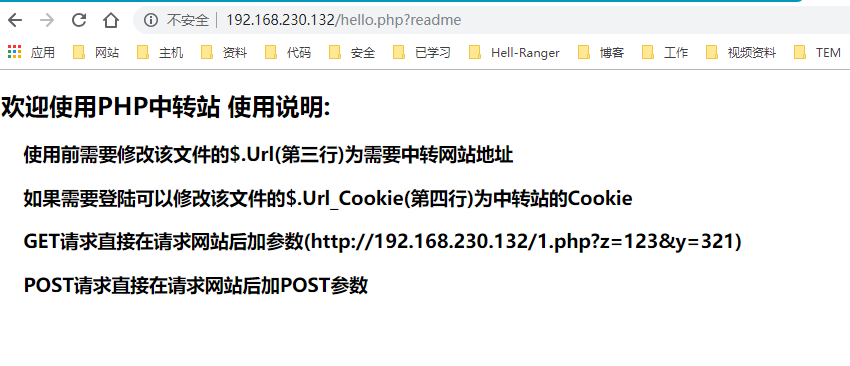 不安全 192.168.230.132/hello.php?readme
应用 网站 主机 资料 代码 安全 已学习 Hell-Ranger 博客 工作 视频资料 TEM
欢迎使用PHP中转站 使用说明:
使用前需要修改该文件的$.Url(第三行)为需要中转网站地址
如果需要登陆可以修改该文件的$.Url_Cookie(第四行)为中转站的Cookie
GET请求直接在请求网站后加参数(http://192.168.230.132/1.php?z=123&y=321)
POST请求直接在请求网站后加POST参数